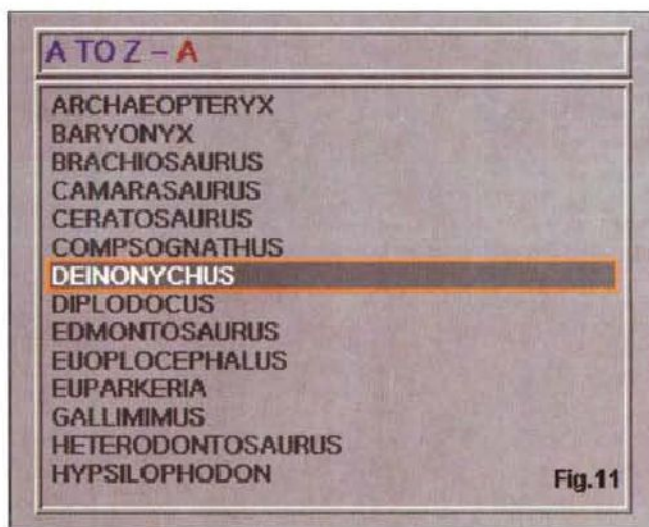 A TO Z – A
ARCHAEOPTERYX
BARYONYX
BRACHIOSAURUS
CAMARASAURUS
CERATOSAURUS
COMPSOGNATHUS
DEINONYCHUS
DIPLODOCUS
EDMONTOSAURUS
EUOPLOCEPHALUS
EUPARKERIA
GALLIMIMUS
HETERODONTOSAURUS
HYPSILOPHODON
Fig.11